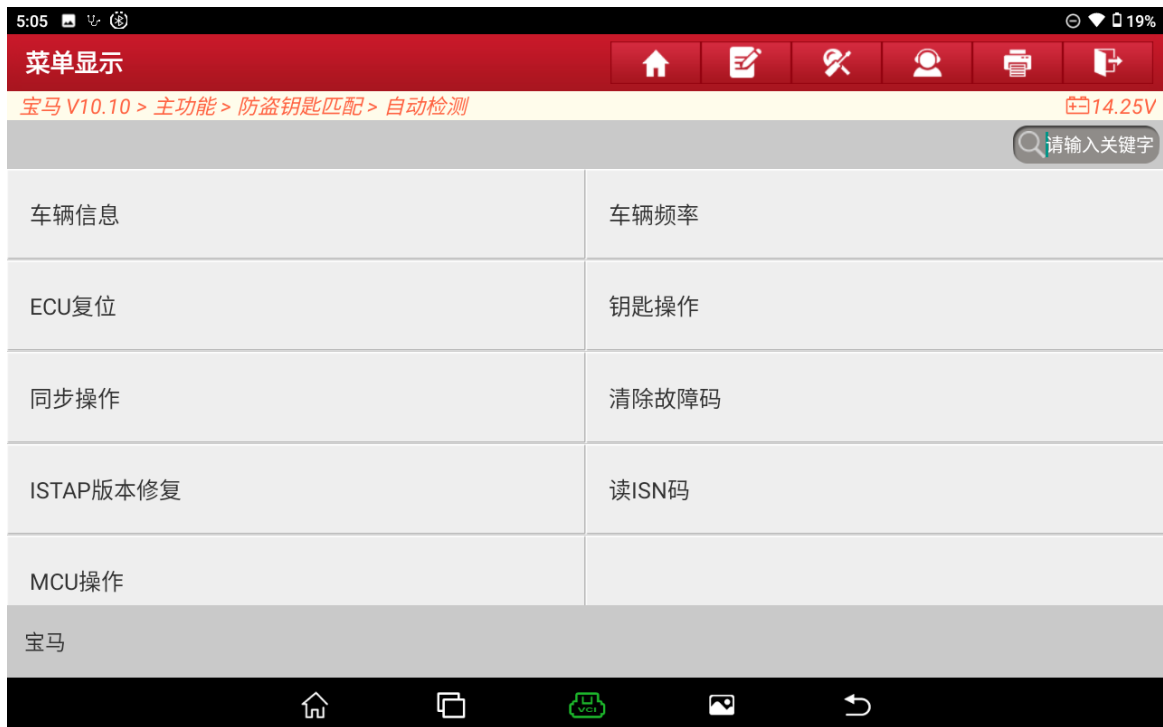 5:05 19%
菜单显示
宝马 V10.10 > 主功能 > 防盗钥匙匹配 > 自动检测 14.25V
请输入关键字
车辆信息 车辆频率
ECU复位 钥匙操作
同步操作 清除故障码
ISTAP版本修复 读ISN码
MCU操作
宝马
VCI